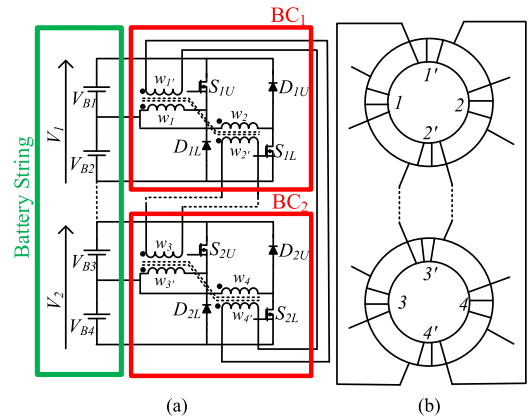 BC1
BC2
Battery String
V1
VB1
VB2
w1'
w1
S1U
D1U
w2
w2'
D1L
S1L
V2
VB3
VB4
w3
w3'
S2U
D2U
w4
w4'
D2L
S2L
(a)
1'
1
2
2'
3'
3
4
4'
(b)